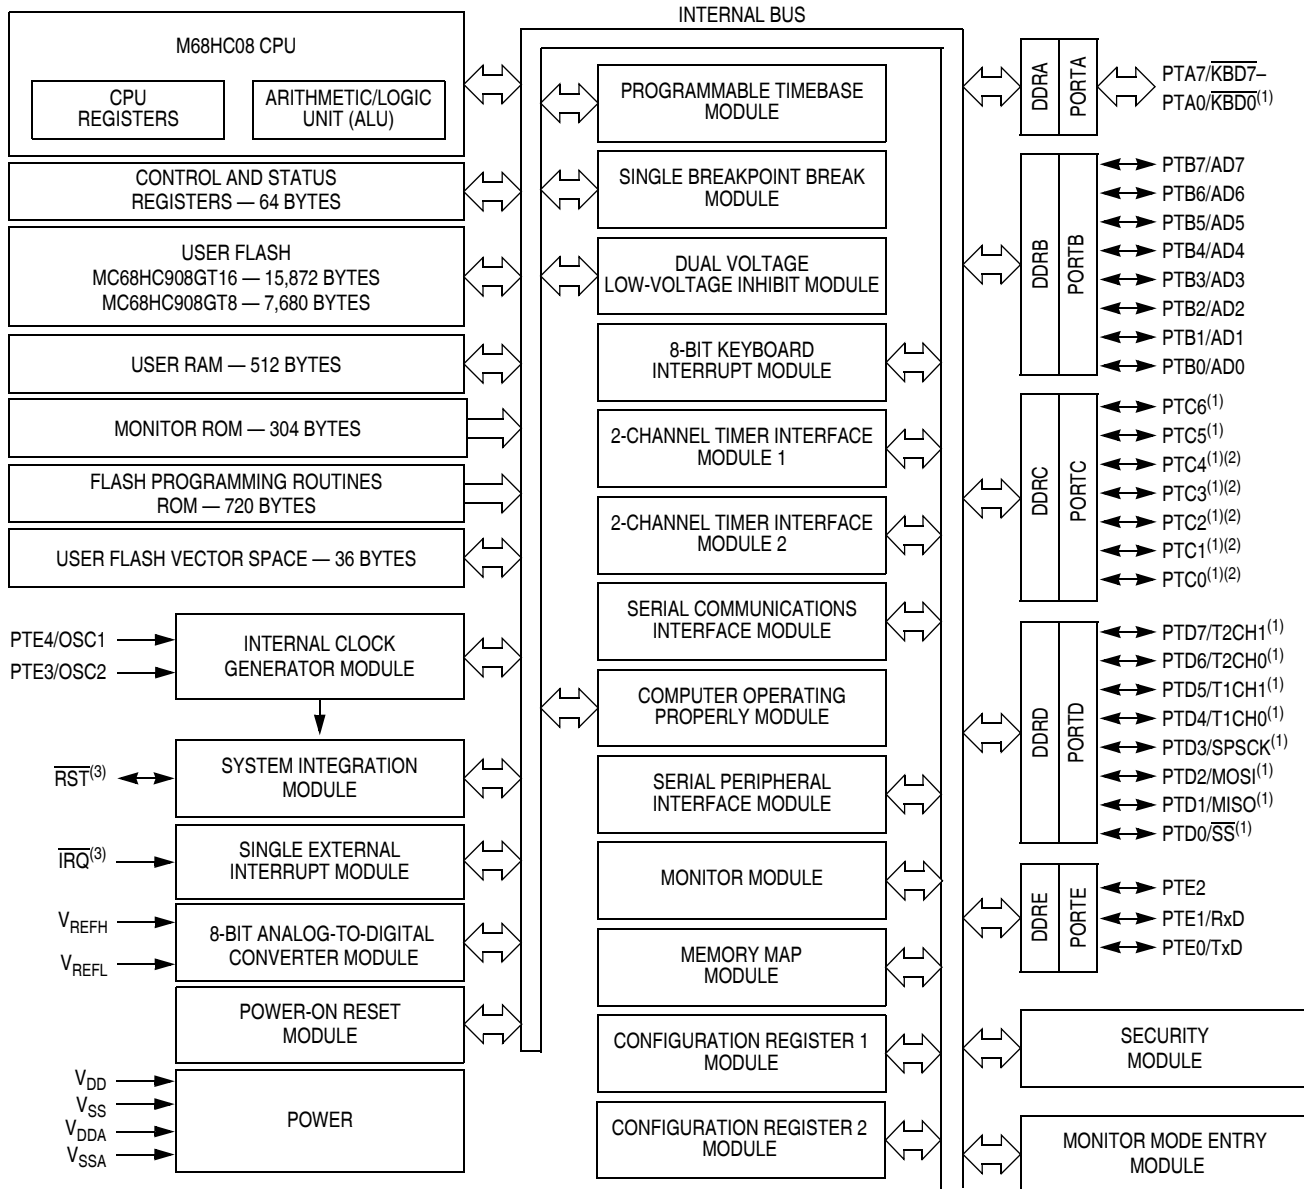 INTERNAL BUS
M68HC08 CPU
CPU
REGISTERS
ARITHMETIC/LOGIC
UNIT (ALU)
CONTROL AND STATUS
REGISTERS — 64 BYTES
USER FLASH
MC68HC908GT16 — 15,872 BYTES
MC68HC908GT8 — 7,680 BYTES
USER RAM — 512 BYTES
MONITOR ROM — 304 BYTES
FLASH PROGRAMMING ROUTINES
ROM — 720 BYTES
USER FLASH VECTOR SPACE — 36 BYTES
PTE4/OSC1
PTE3/OSC2
INTERNAL CLOCK
GENERATOR MODULE
RST(3)
SYSTEM INTEGRATION
MODULE
IRQ(3)
SINGLE EXTERNAL
INTERRUPT MODULE
VREFH
VREFL
8-BIT ANALOG-TO-DIGITAL
CONVERTER MODULE
POWER-ON RESET
MODULE
VDD
VSS
VDDA
VSSA
POWER
PROGRAMMABLE TIMEBASE
MODULE
SINGLE BREAKPOINT BREAK
MODULE
DUAL VOLTAGE
LOW-VOLTAGE INHIBIT MODULE
8-BIT KEYBOARD
INTERRUPT MODULE
2-CHANNEL TIMER INTERFACE
MODULE 1
2-CHANNEL TIMER INTERFACE
MODULE 2
SERIAL COMMUNICATIONS
INTERFACE MODULE
COMPUTER OPERATING
PROPERLY MODULE
SERIAL PERIPHERAL
INTERFACE MODULE
MONITOR MODULE
MEMORY MAP
MODULE
CONFIGURATION REGISTER 1
MODULE
CONFIGURATION REGISTER 2
MODULE
DDRA
PORTA
PTA7/KBD7–
PTA0/KBD0(1)
DDRB
PORTB
PTB7/AD7
PTB6/AD6
PTB5/AD5
PTB4/AD4
PTB3/AD3
PTB2/AD2
PTB1/AD1
PTB0/AD0
DDRC
PORTC
PTC6(1)
PTC5(1)
PTC4(1)(2)
PTC3(1)(2)
PTC2(1)(2)
PTC1(1)(2)
PTC0(1)(2)
DDRD
PORTD
PTD7/T2CH1(1)
PTD6/T2CH0(1)
PTD5/T1CH1(1)
PTD4/T1CH0(1)
PTD3/SPSCK(1)
PTD2/MOSI(1)
PTD1/MISO(1)
PTD0/SS(1)
DDRE
PORTE
PTE2
PTE1/RxD
PTE0/TxD
SECURITY
MODULE
MONITOR MODE ENTRY
MODULE